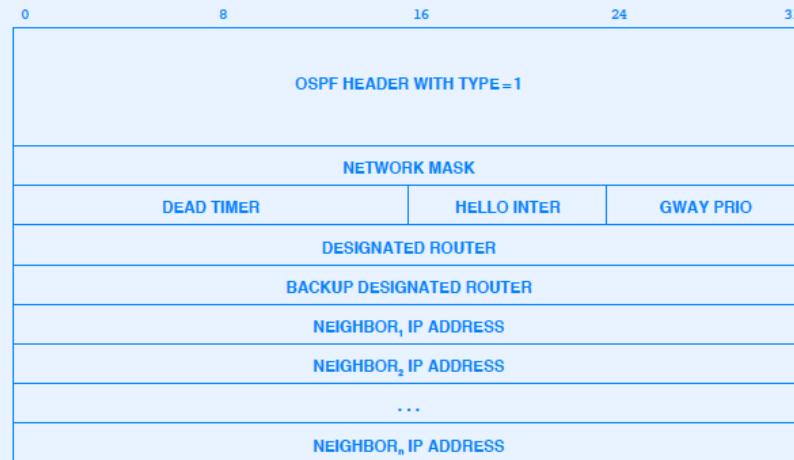 0 8 16 24 3
OSPF HEADER WITH TYPE = 1
NETWORK MASK
DEAD TIMER HELLO INTER GWAY PRIO
DESIGNATED ROUTER
BACKUP DESIGNATED ROUTER
NEIGHBOR₁ IP ADDRESS
NEIGHBOR₂ IP ADDRESS
...
NEIGHBORₙ IP ADDRESS